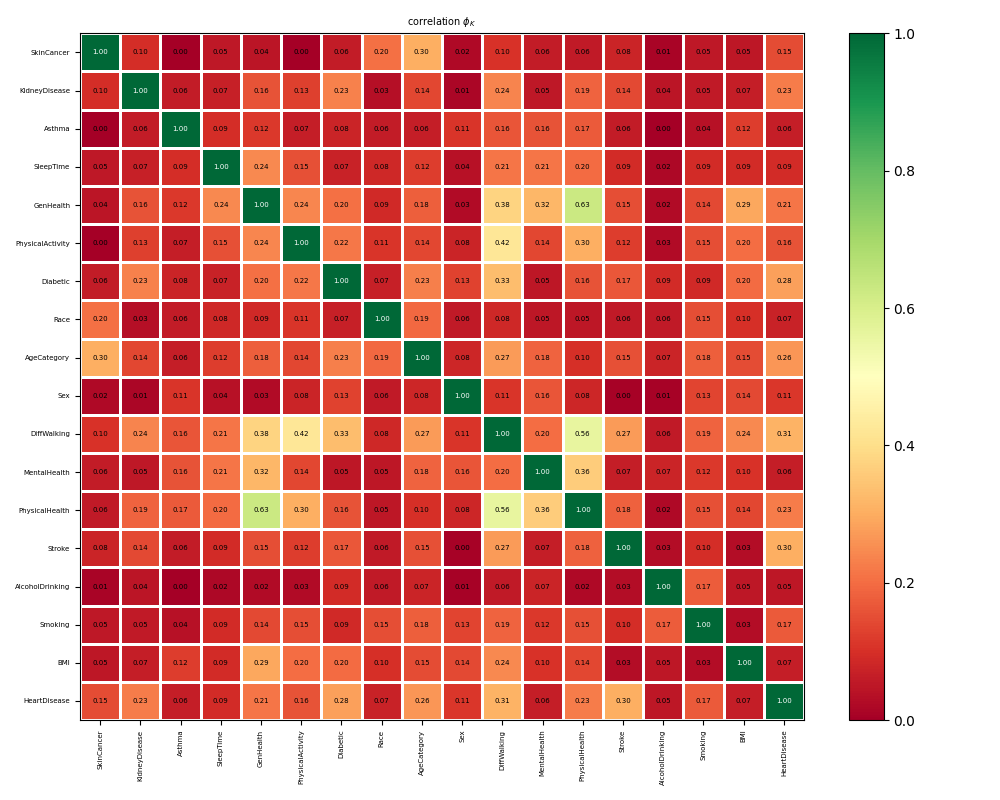 correlation ϕK
SkinCancer 1.00 0.10 0.00 0.05 0.04 0.00 0.06 0.20 0.30 0.02 0.10 0.06 0.06 0.08 0.01 0.05 0.05 0.15
KidneyDisease 0.10 1.00 0.06 0.07 0.16 0.13 0.23 0.03 0.14 0.01 0.24 0.05 0.19 0.14 0.04 0.05 0.07 0.23
Asthma 0.00 0.06 1.00 0.09 0.12 0.07 0.08 0.06 0.06 0.11 0.16 0.16 0.17 0.06 0.00 0.04 0.12 0.06
SleepTime 0.05 0.07 0.09 1.00 0.24 0.15 0.07 0.08 0.12 0.04 0.21 0.21 0.20 0.09 0.02 0.09 0.09 0.09
GenHealth 0.04 0.16 0.12 0.24 1.00 0.24 0.20 0.09 0.18 0.03 0.38 0.32 0.63 0.15 0.02 0.14 0.29 0.21
PhysicalActivity 0.00 0.13 0.07 0.15 0.24 1.00 0.22 0.11 0.14 0.08 0.42 0.14 0.30 0.12 0.03 0.15 0.20 0.16
Diabetic 0.06 0.23 0.08 0.07 0.20 0.22 1.00 0.07 0.23 0.13 0.33 0.05 0.16 0.17 0.09 0.09 0.20 0.28
Race 0.20 0.03 0.06 0.08 0.09 0.11 0.07 1.00 0.19 0.06 0.08 0.05 0.05 0.06 0.06 0.15 0.10 0.07
AgeCategory 0.30 0.14 0.06 0.12 0.18 0.14 0.23 0.19 1.00 0.08 0.27 0.18 0.10 0.15 0.07 0.18 0.15 0.26
Sex 0.02 0.01 0.11 0.04 0.03 0.08 0.13 0.06 0.08 1.00 0.11 0.16 0.08 0.00 0.01 0.13 0.14 0.11
DiffWalking 0.10 0.24 0.16 0.21 0.38 0.42 0.33 0.08 0.27 0.11 1.00 0.20 0.56 0.27 0.06 0.19 0.24 0.31
MentalHealth 0.06 0.05 0.16 0.21 0.32 0.14 0.05 0.05 0.18 0.16 0.20 1.00 0.36 0.07 0.07 0.12 0.10 0.06
PhysicalHealth 0.06 0.19 0.17 0.20 0.63 0.30 0.16 0.05 0.10 0.08 0.56 0.36 1.00 0.18 0.02 0.15 0.14 0.23
Stroke 0.08 0.14 0.06 0.09 0.15 0.12 0.17 0.06 0.15 0.00 0.27 0.07 0.18 1.00 0.03 0.10 0.03 0.30
AlcoholDrinking 0.01 0.04 0.00 0.02 0.02 0.03 0.09 0.06 0.07 0.01 0.06 0.07 0.02 0.03 1.00 0.17 0.05 0.05
Smoking 0.05 0.05 0.04 0.09 0.14 0.15 0.09 0.15 0.18 0.13 0.19 0.12 0.15 0.10 0.17 1.00 0.03 0.17
BMI 0.05 0.07 0.12 0.09 0.29 0.20 0.20 0.10 0.15 0.14 0.24 0.10 0.14 0.03 0.05 0.03 1.00 0.07
HeartDisease 0.15 0.23 0.06 0.09 0.21 0.16 0.28 0.07 0.26 0.11 0.31 0.06 0.23 0.30 0.05 0.17 0.07 1.00
SkinCancer KidneyDisease Asthma SleepTime GenHealth PhysicalActivity Diabetic Race AgeCategory Sex DiffWalking MentalHealth PhysicalHealth Stroke AlcoholDrinking Smoking BMI HeartDisease
1.0
0.8
0.6
0.4
0.2
0.0